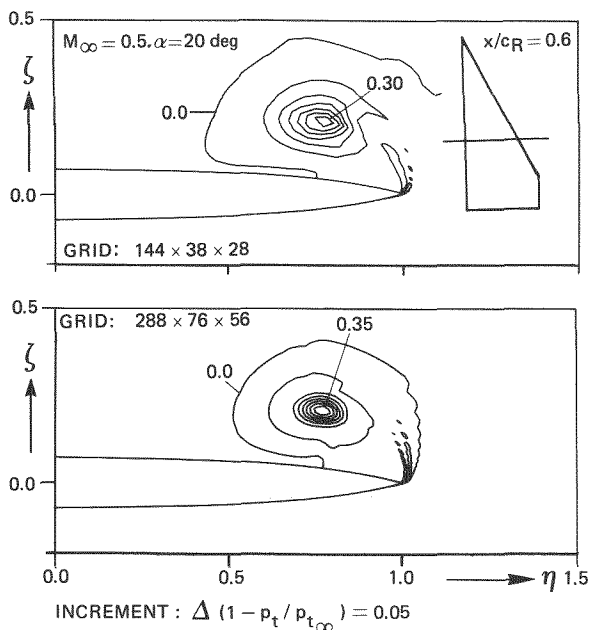 0.5
M∞ = 0.5. α = 20 deg
x/cR = 0.6
ζ
0.30
0.0
0.0
GRID: 144 × 38 × 28
0.5
GRID: 288 × 76 × 56
0.35
ζ
0.0
0.0
0.0 0.5 1.0 η 1.5
INCREMENT : Δ (1 − pt / pt∞ ) = 0.05